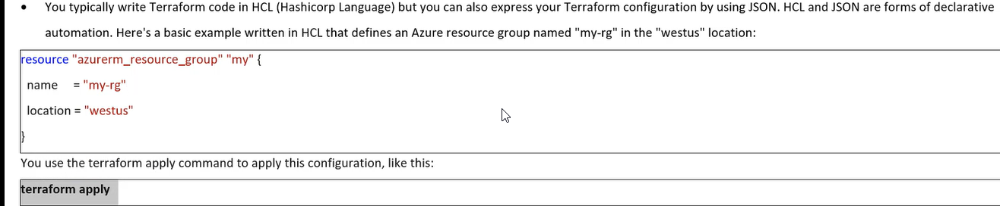 • You typically write Terraform code in HCL (Hashicorp Language) but you can also express your Terraform configuration by using JSON. HCL and JSON are forms of declarative
automation. Here's a basic example written in HCL that defines an Azure resource group named "my-rg" in the "westus" location:
resource "azurerm_resource_group" "my" {
name = "my-rg"
location = "westus"
}
You use the terraform apply command to apply this configuration, like this:
terraform apply